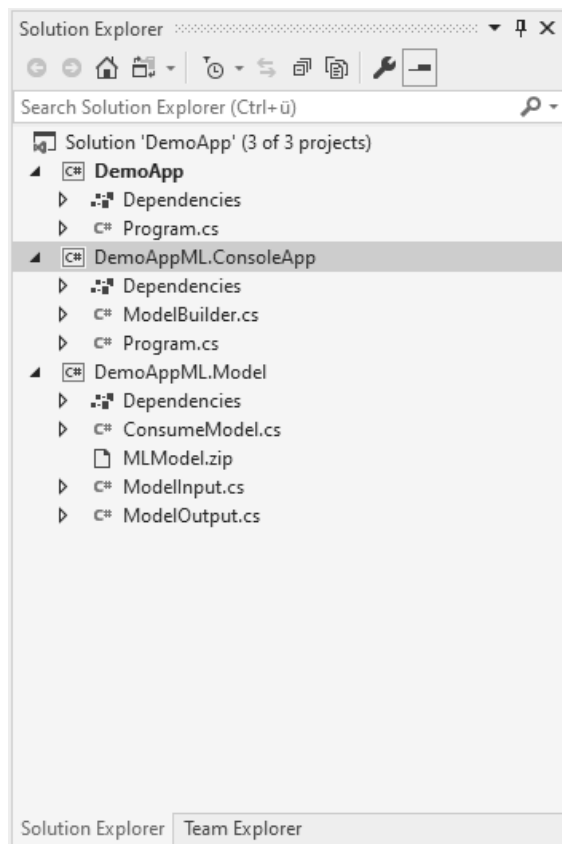 Solution Explorer
Search Solution Explorer (Ctrl+ü)
Solution 'DemoApp' (3 of 3 projects)
C# DemoApp
Dependencies
C# Program.cs
C# DemoAppML.ConsoleApp
Dependencies
C# ModelBuilder.cs
C# Program.cs
C# DemoAppML.Model
Dependencies
C# ConsumeModel.cs
MLModel.zip
C# ModelInput.cs
C# ModelOutput.cs
Solution Explorer Team Explorer